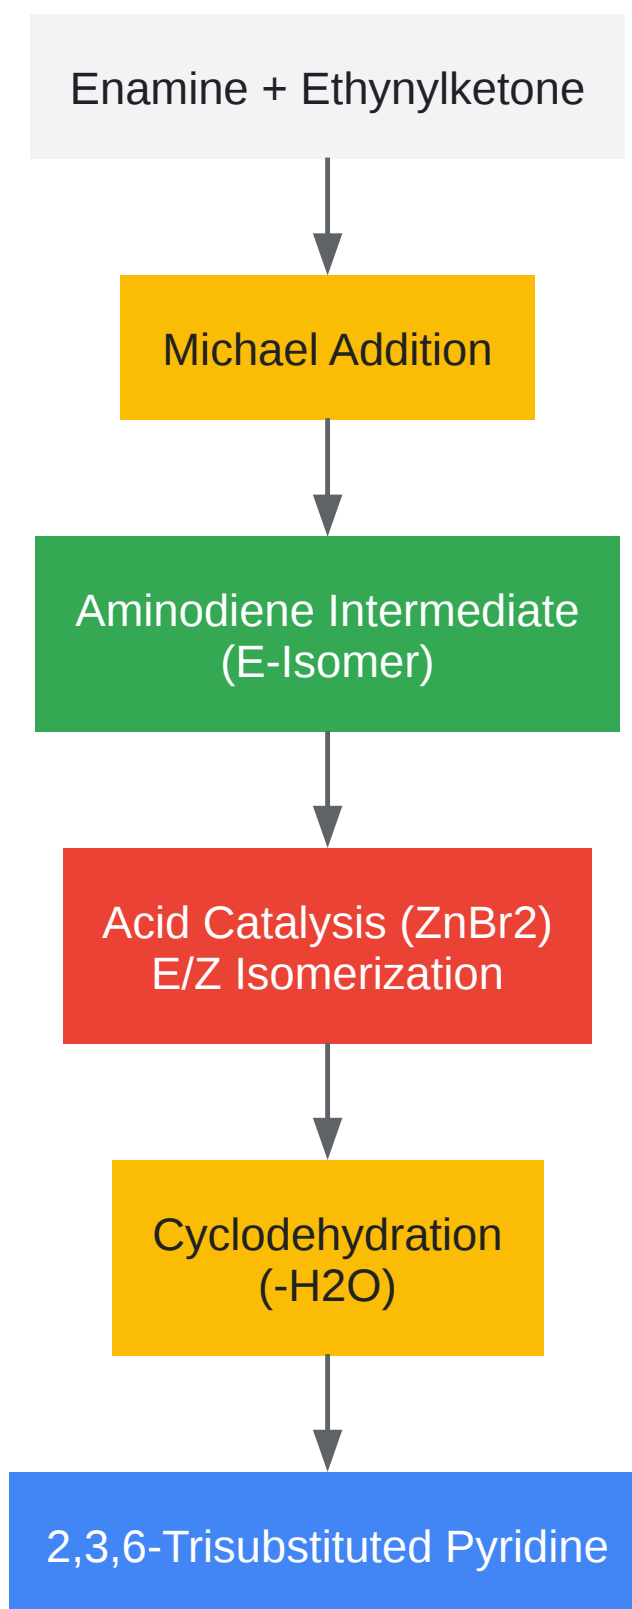 Enamine + Ethynylketone
Michael Addition
Aminodiene Intermediate
(E-Isomer)
Acid Catalysis (ZnBr2)
E/Z Isomerization
Cyclodehydration
(-H2O)
2,3,6-Trisubstituted Pyridine